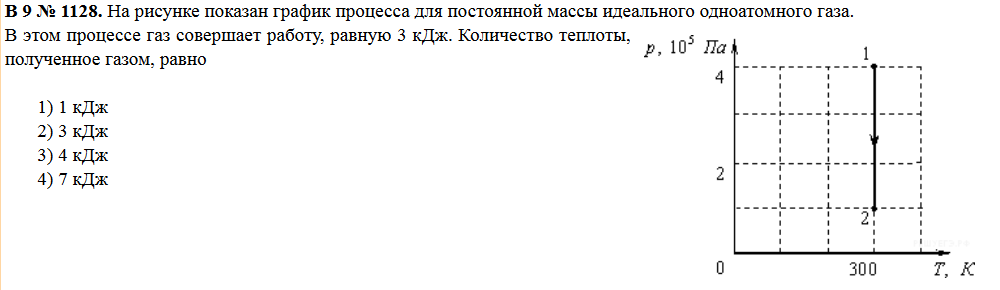 В 9 № 1128. На рисунке показан график процесса для постоянной массы идеального одноатомного газа.
В этом процессе газ совершает работу, равную 3 кДж. Количество теплоты,
полученное газом, равно
1) 1 кДж
2) 3 кДж
3) 4 кДж
4) 7 кДж
p, 10⁵ Па
1
4
2
2
0
300
T, К